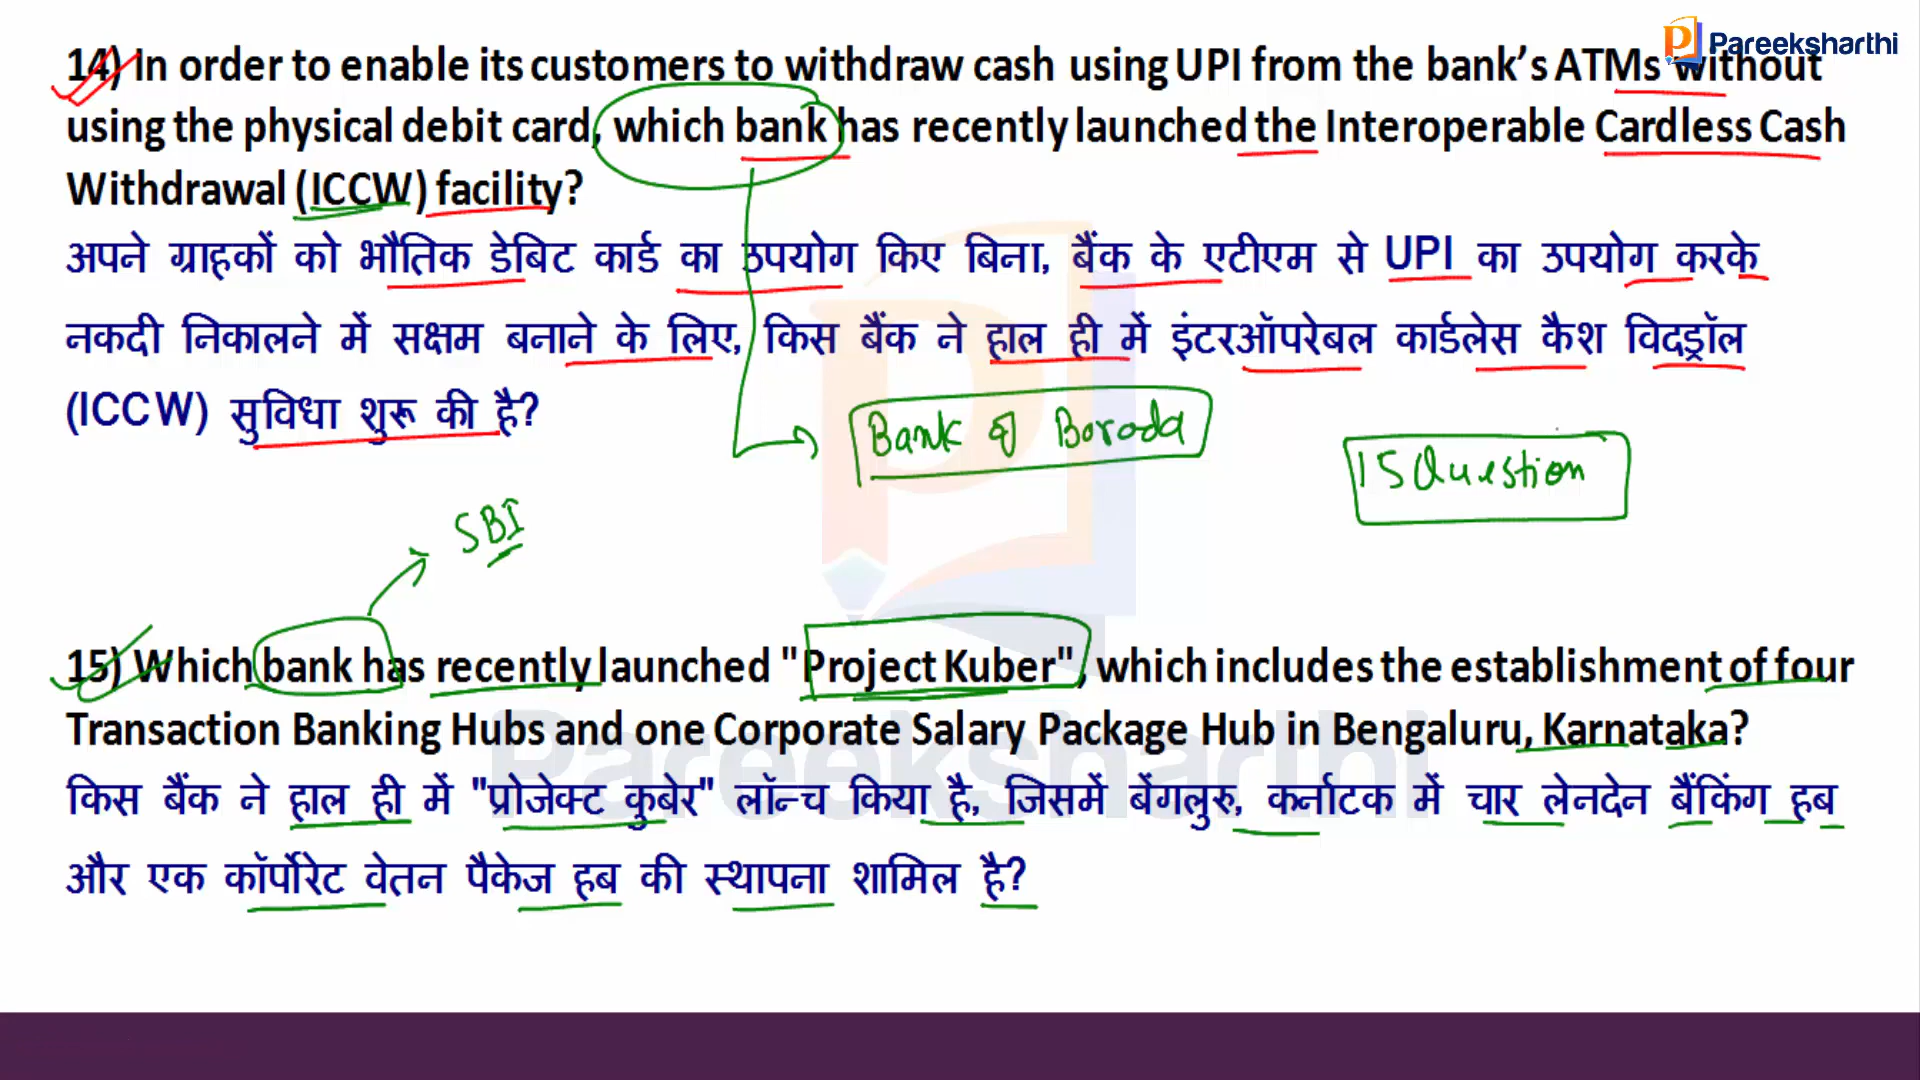 Pareeksharthi
14) In order to enable its customers to withdraw cash using UPI from the bank’s ATMs without
using the physical debit card, which bank has recently launched the Interoperable Cardless Cash
Withdrawal (ICCW) facility?
अपने ग्राहकों को भौतिक डेबिट कार्ड का उपयोग किए बिना, बैंक के एटीएम से UPI का उपयोग करके
नकदी निकालने में सक्षम बनाने के लिए, किस बैंक ने हाल ही में इंटरऑपरेबल कार्डलेस कैश विदड्रॉल
(ICCW) सुविधा शुरू की है?
Bank of Boroda
15 Question
SBI
15) Which bank has recently launched "Project Kuber", which includes the establishment of four
Transaction Banking Hubs and one Corporate Salary Package Hub in Bengaluru, Karnataka?
Pareeksharthi
किस बैंक ने हाल ही में "प्रोजेक्ट कुबेर" लॉन्च किया है, जिसमें बेंगलुरु, कर्नाटक में चार लेनदेन बैंकिंग हब
और एक कॉर्पोरेट वेतन पैकेज हब की स्थापना शामिल है?